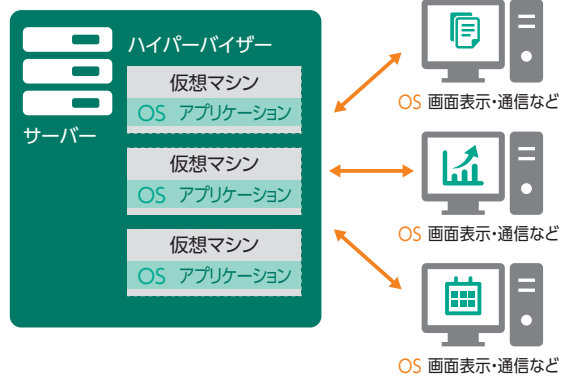 ハイパーバイザー
サーバー
仮想マシン
OS アプリケーション
仮想マシン
OS アプリケーション
仮想マシン
OS アプリケーション
OS 画面表示・通信など
OS 画面表示・通信など
OS 画面表示・通信など